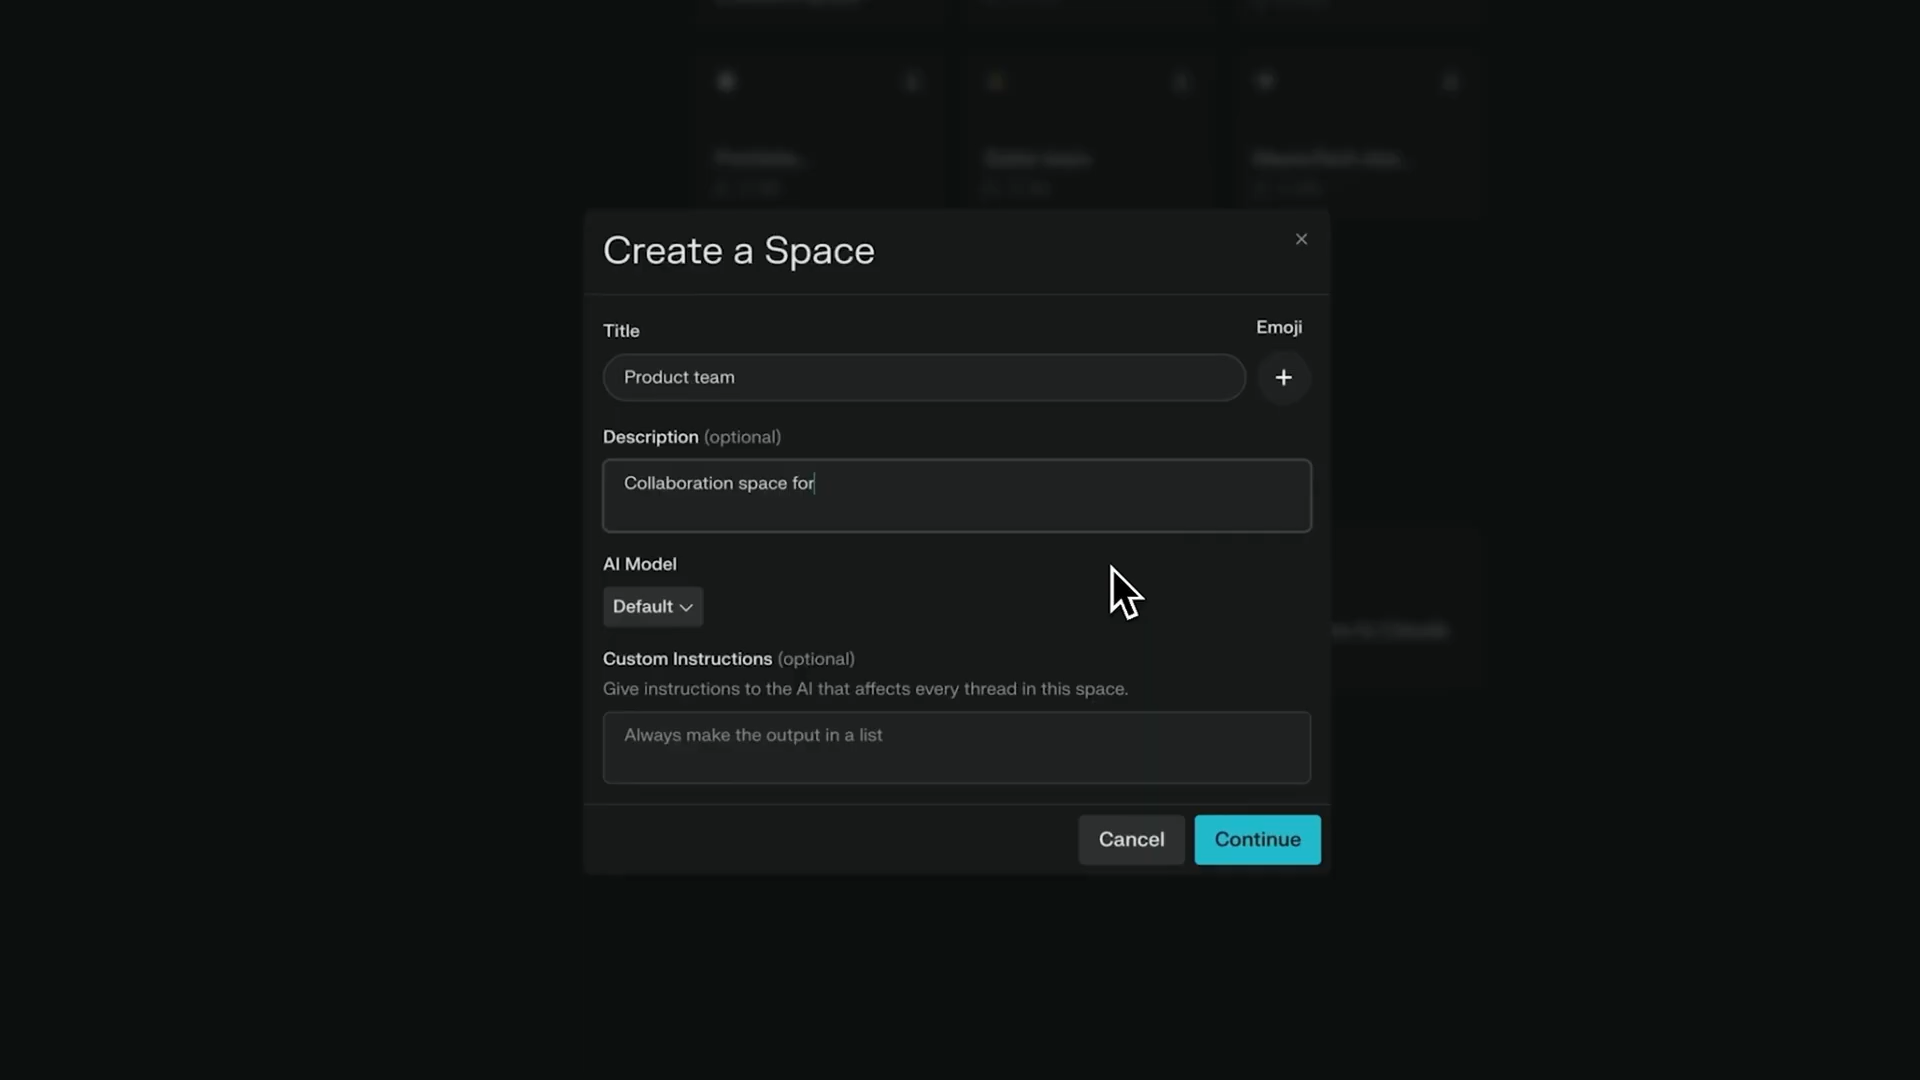 Create a Space
Title
Emoji
Product team
Description (optional)
Collaboration space for
AI Model
Default
Custom Instructions (optional)
Give instructions to the AI that affects every thread in this space.
Always make the output in a list
Cancel
Continue